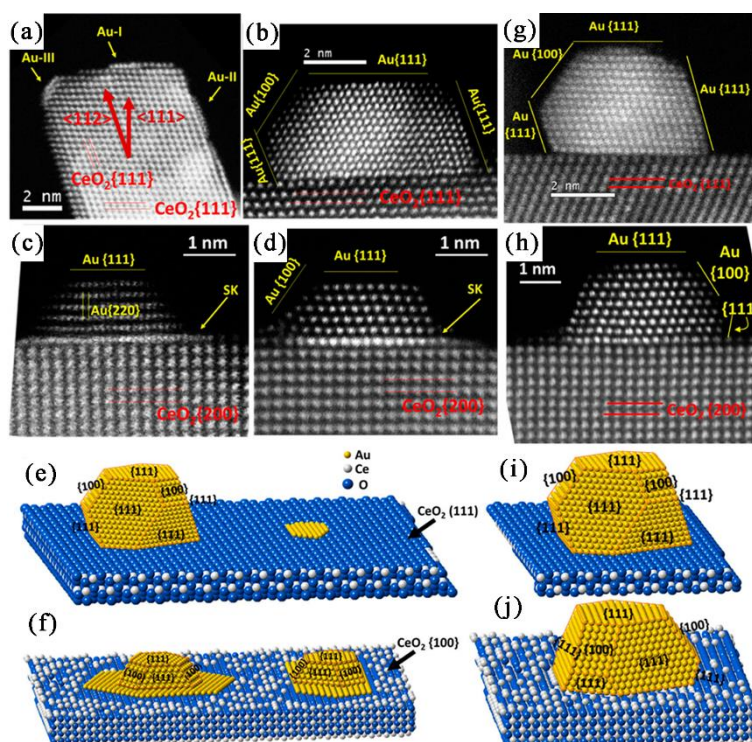 (a)
Au-I
Au-III
Au-II
<112>
<111>
CeO₂{111}
CeO₂{111}
2 nm
(b)
2 nm
Au{111}
Au{100}
Au{111}
Au{111}
CeO₂{111}
(g)
Au{100}
Au {111}
Au
{111}
CeO₂{111}
2 nm
(c)
1 nm
Au {111}
Au{220}
SK
CeO₂{200}
(d)
1 nm
Au {111}
Au {100}
SK
CeO₂{200}
(h)
Au {111}
1 nm
Au
{100}
{111}
CeO₂ {200}
(e)
Au
Ce
O
{111}
{100}
{100}
{111}
{111}
{111}
{111}
CeO₂ (111)
(f)
{111}
{100}
{111}
{100}
{111}
{100}
{111}
{100}
CeO₂ {100}
(i)
{111}
{100}
{100}
{111}
{111}
{111}
{111}
(j)
{111}
{111}
{100}
{100}
{111}
{111}
{111}